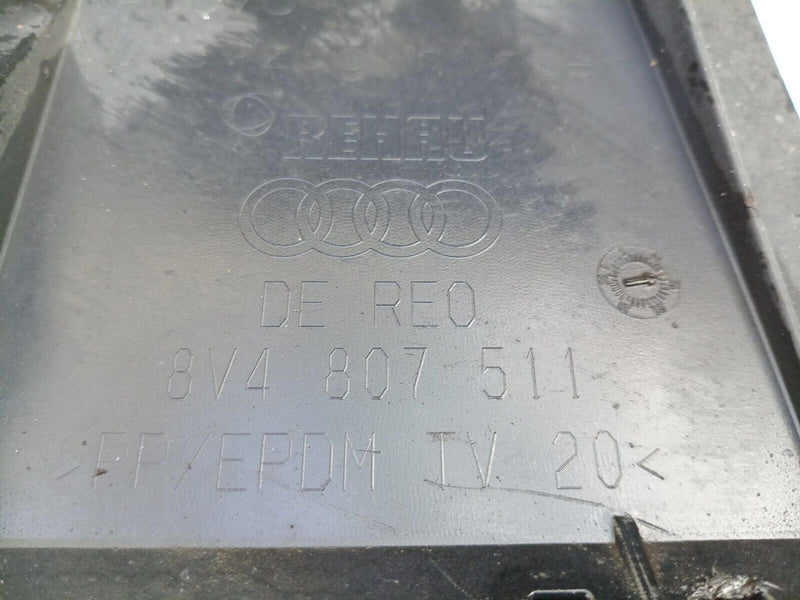 REHAU
DE REO
8V4 807 511
>PP/EPDM TV 20<